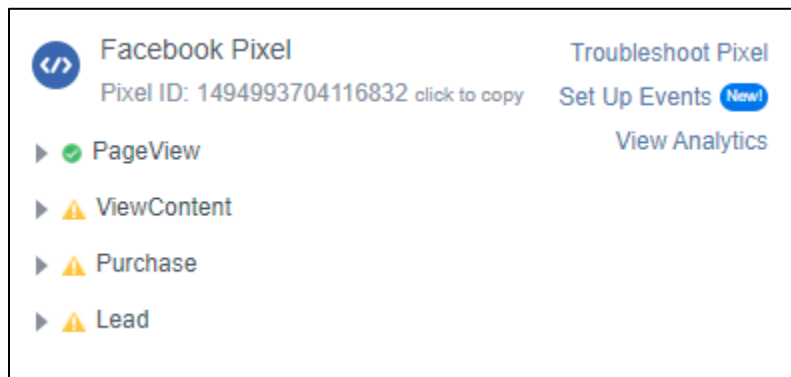 Facebook Pixel
Pixel ID: 1494993704116832 click to copy
Troubleshoot Pixel
Set Up Events New!
View Analytics
PageView
ViewContent
Purchase
Lead